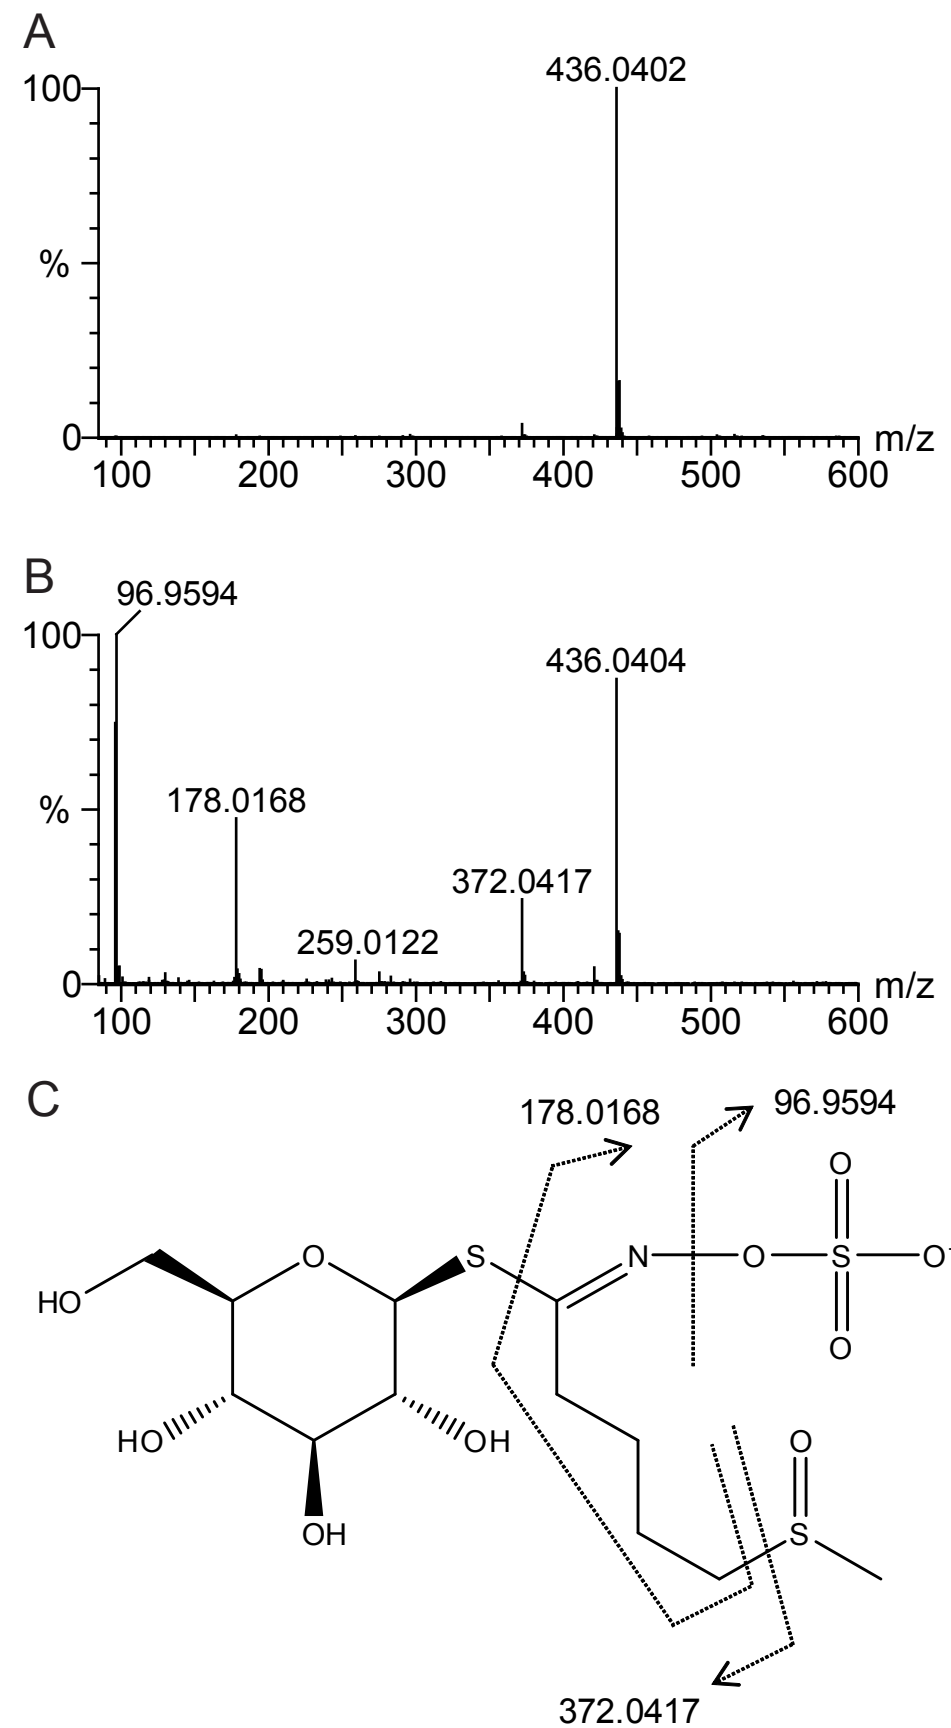 A
436.0402
100
%
0
m/z
100 200 300 400 500 600
B
96.9594
100
436.0404
%
178.0168
372.0417
259.0122
0
m/z
100 200 300 400 500 600
C
178.0168 96.9594
O
O S N O S O-
HO
O
HO OH O
OH S
372.0417